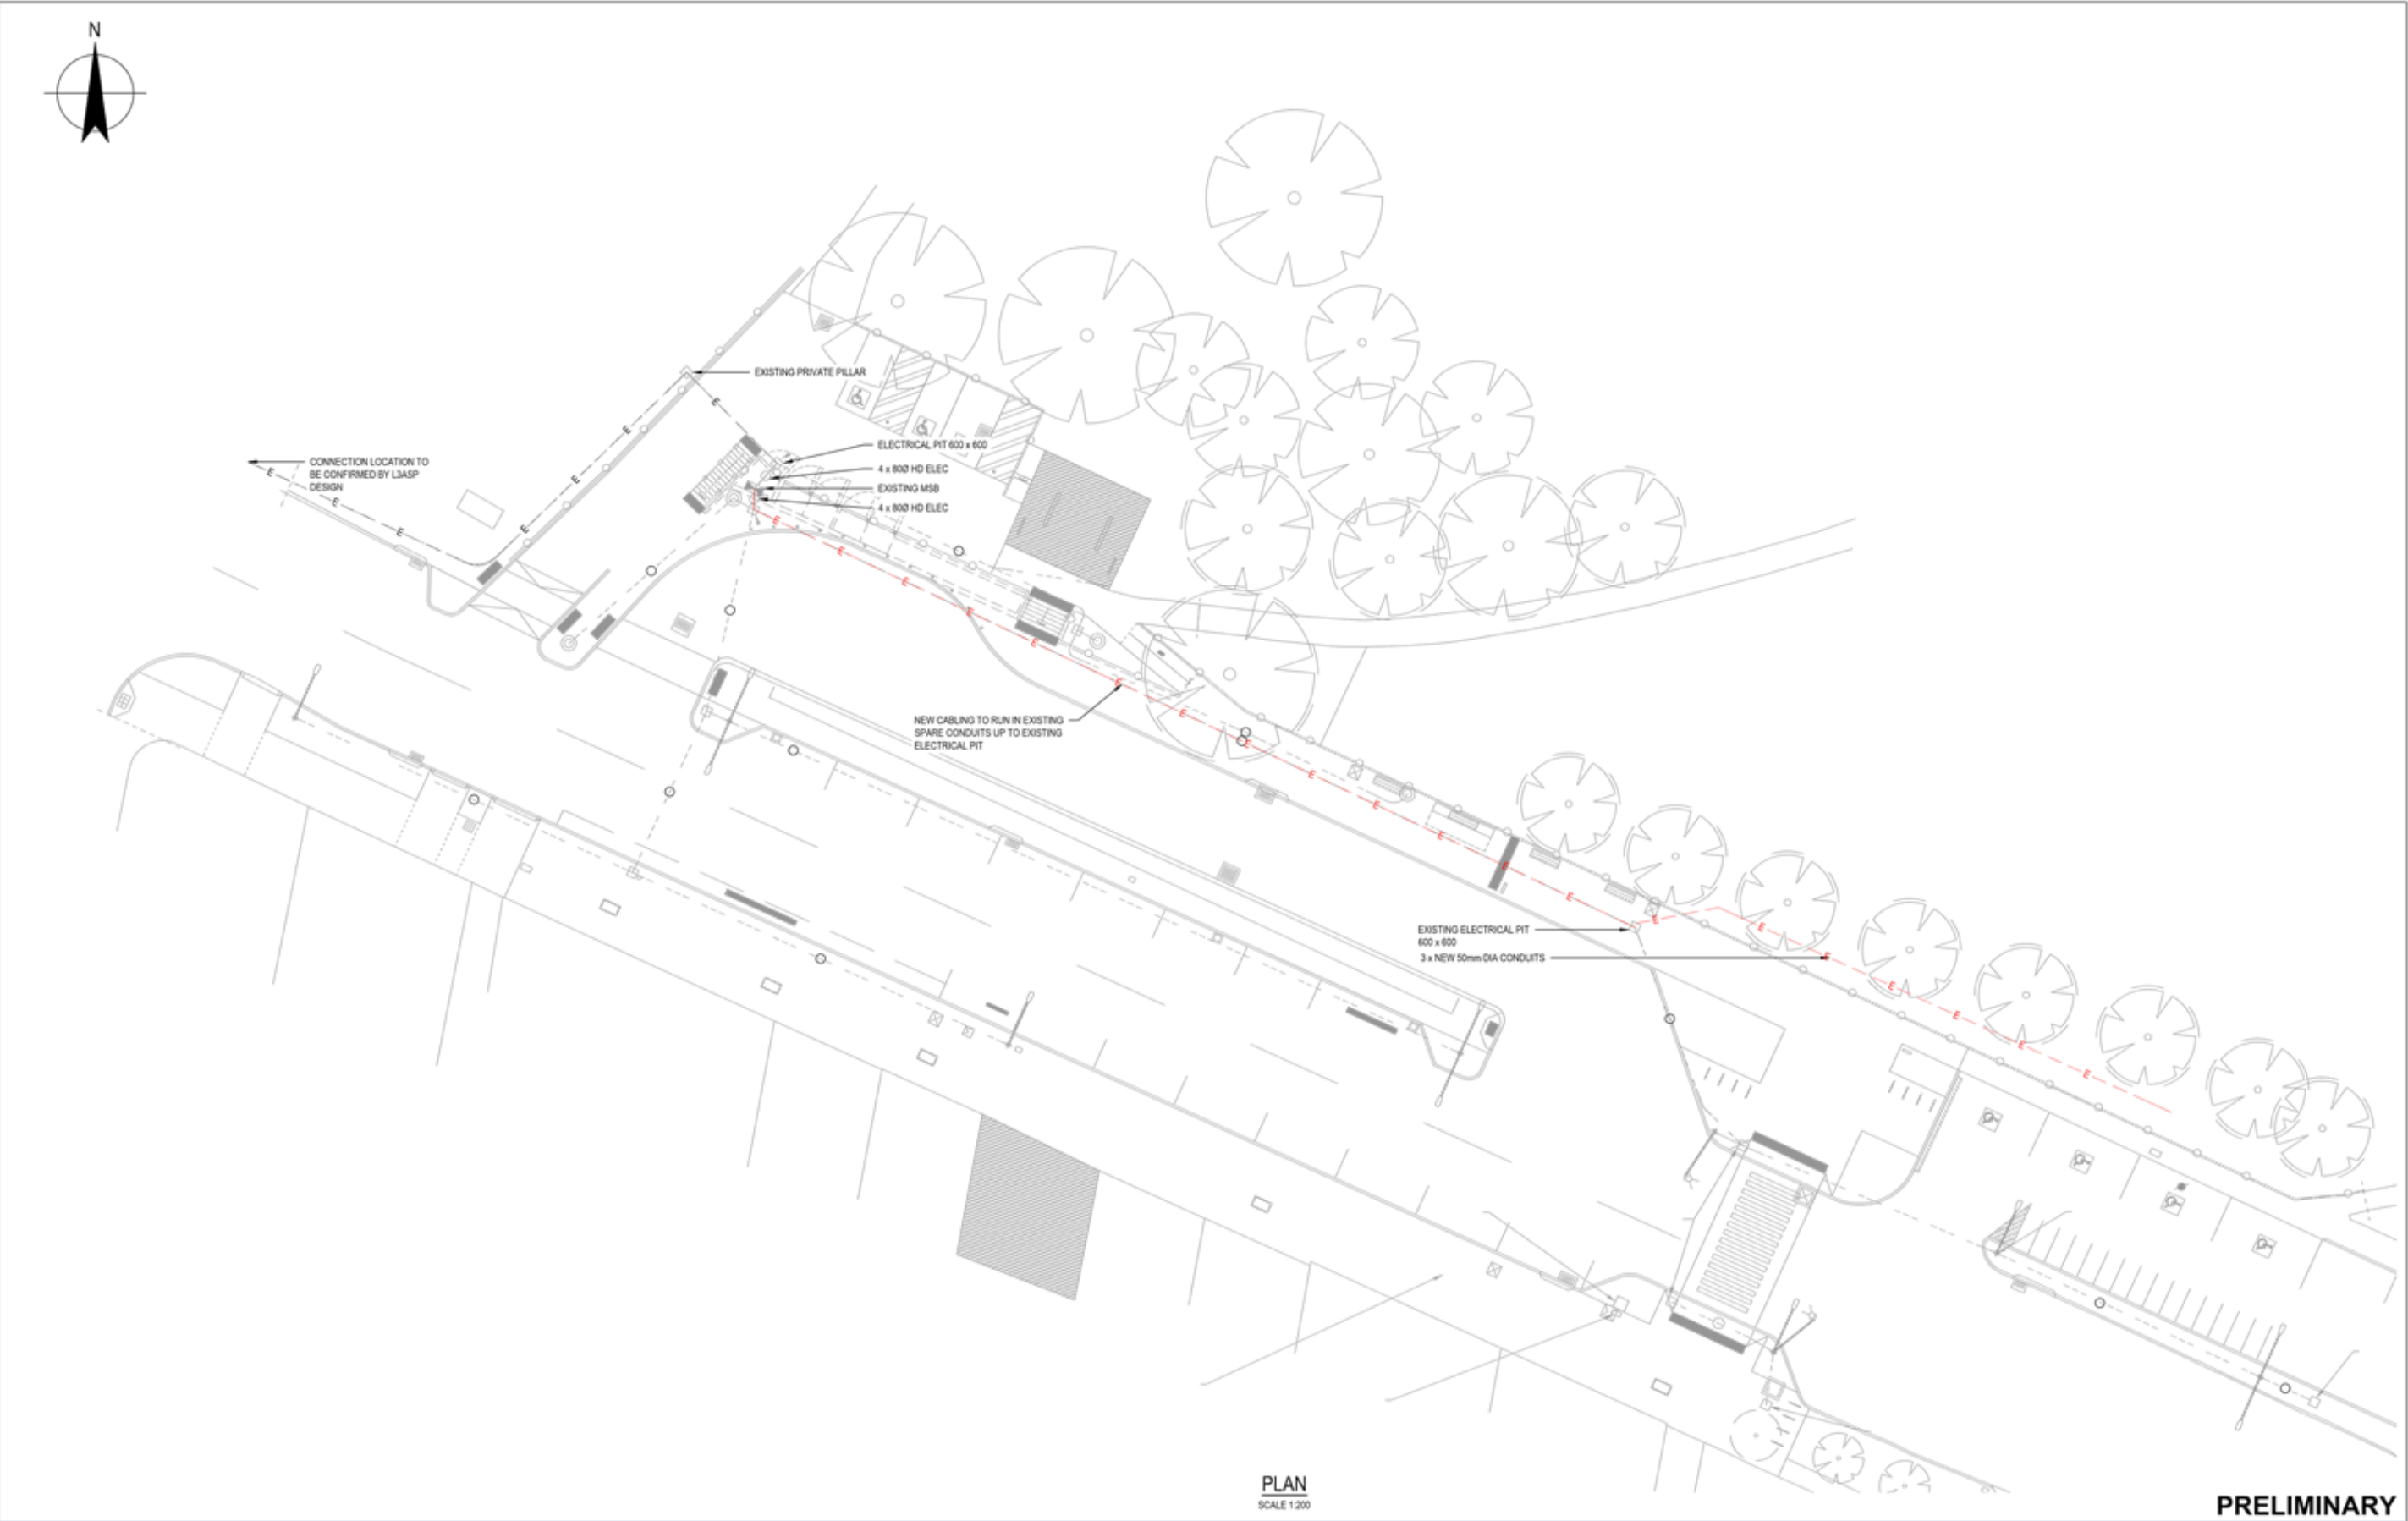 N
EXISTING PRIVATE PILLAR
ELECTRICAL PIT 600 x 600
4 x 80Ø HD ELEC
EXISTING MSB
4 x 80Ø HD ELEC
CONNECTION LOCATION TO
BE CONFIRMED BY L3ASP
DESIGN
E
E
E
E
E
E
E
E
E
E
E
E
E
NEW CABLING TO RUN IN EXISTING
SPARE CONDUITS UP TO EXISTING
ELECTRICAL PIT
E
E
E
E
E
E
E
E
EXISTING ELECTRICAL PIT
600 x 600
3 x NEW 50mm DIA CONDUITS
E
E
E
E
E
E
E
PLAN
SCALE 1:200
PRELIMINARY